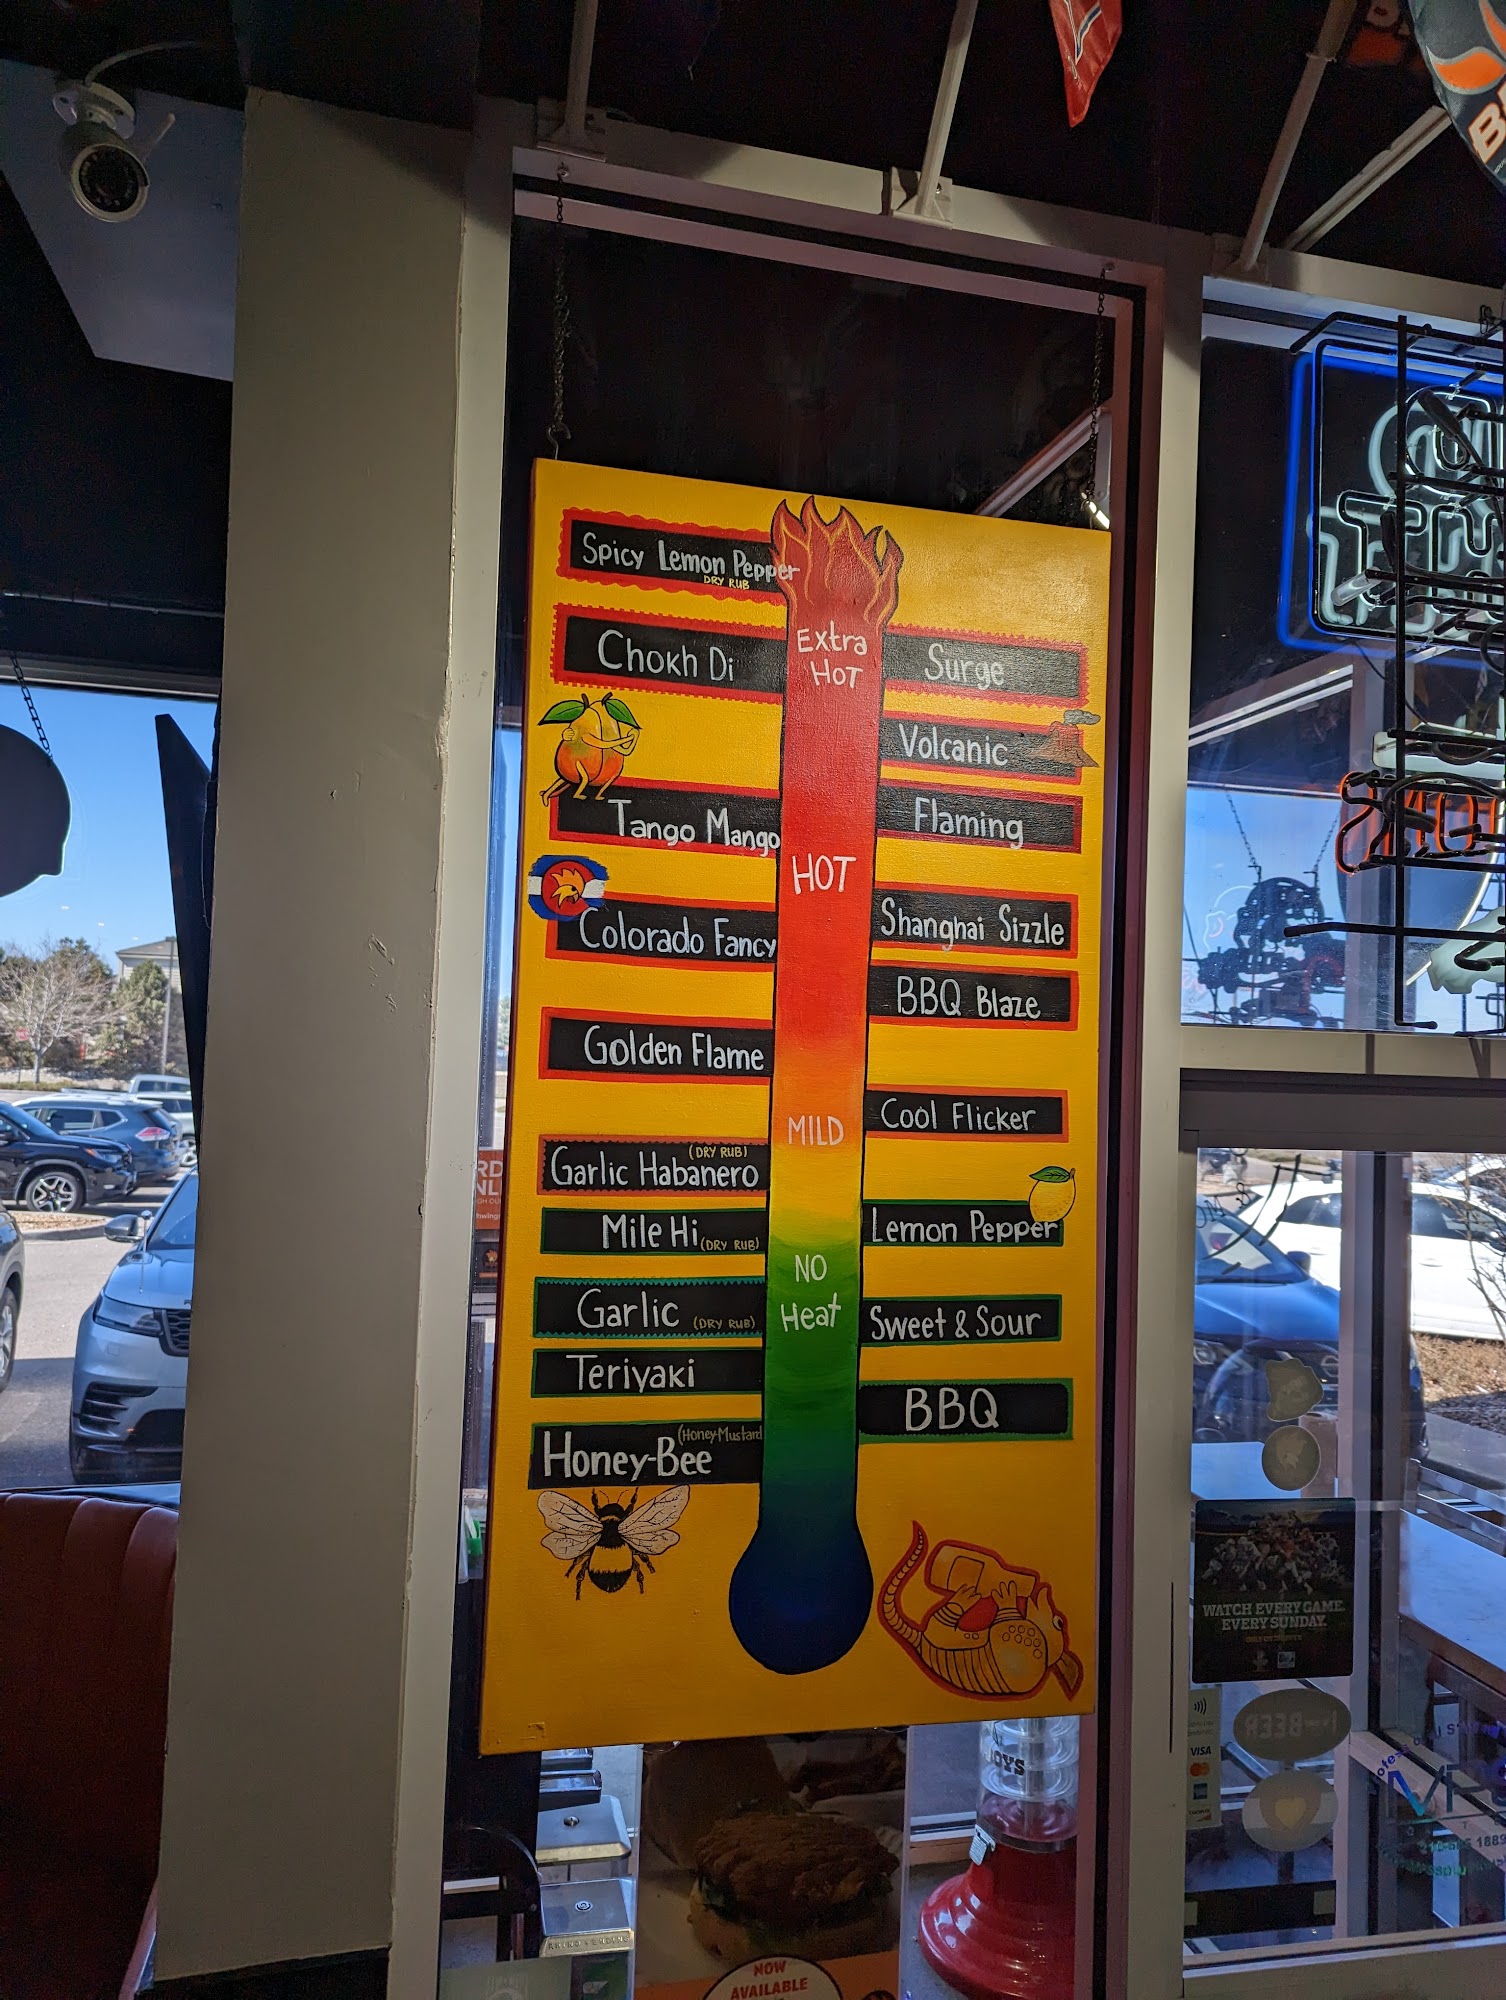 Spicy Lemon Pepper
DRY RUB
Extra
HOT
Chokh Di
Surge
Volcanic
Tango Mango
Flaming
HOT
Colorado Fancy
Shanghai Sizzle
BBQ Blaze
Golden Flame
MILD
Cool Flicker
(DRY RUB)
Garlic Habanero
Mile Hi (DRY RUB)
Lemon Pepper
NO
Heat
Garlic (DRY RUB)
Sweet & Sour
Teriyaki
BBQ
(Honey-Mustard
Honey-Bee
WATCH EVERY GAME.
EVERY SUNDAY.
VISA
BEER
NOW
AVAILABLE